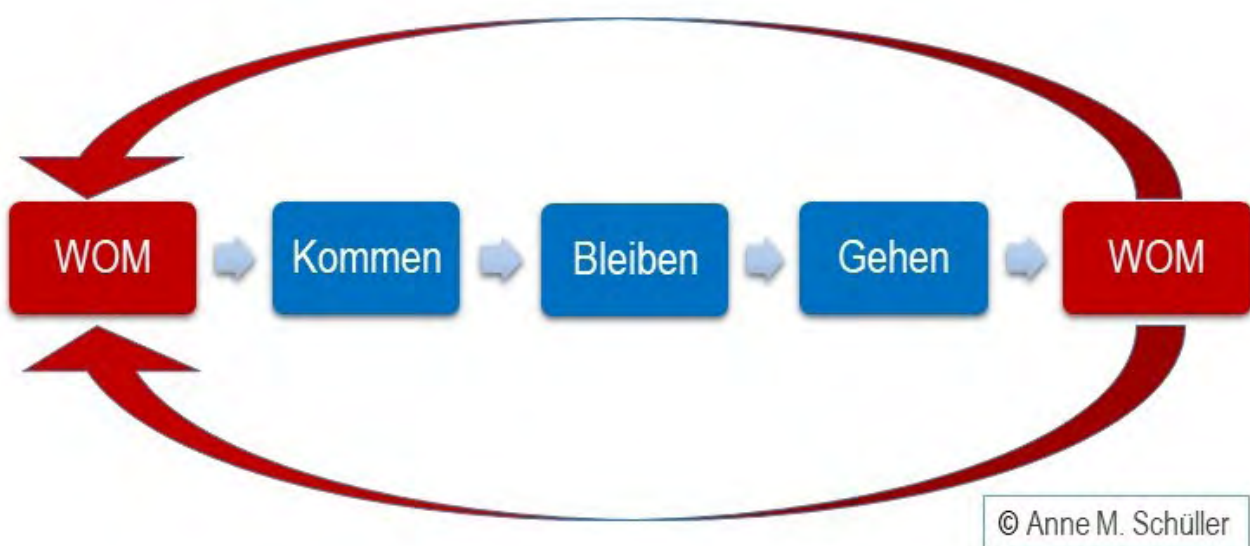 WOM
Kommen
Bleiben
Gehen
WOM
© Anne M. Schüller